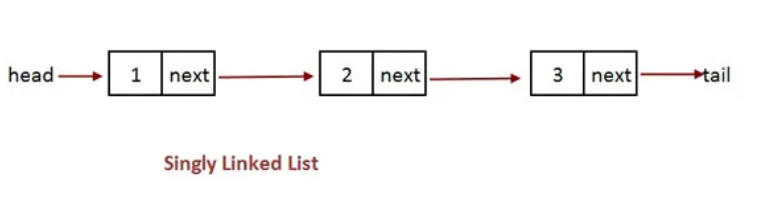 head 1 next 2 next 3 next tail
Singly Linked List